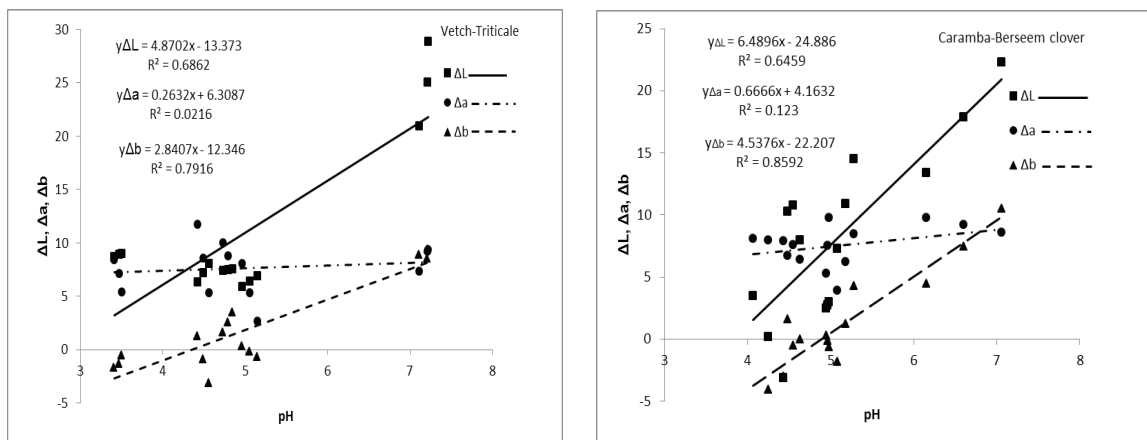 Vetch-Triticale
yΔL = 4.8702x - 13.373
R² = 0.6862
yΔa = 0.2632x + 6.3087
R² = 0.0216
yΔb = 2.8407x - 12.346
R² = 0.7916
ΔL
Δa
Δb
30
25
20
15
10
5
0
-5
3 4 5 6 7 8
pH
ΔL, Δa, Δb
Caramba-Berseem clover
yΔL = 6.4896x - 24.886
R² = 0.6459
yΔa = 0.6666x + 4.1632
R² = 0.123
yΔb = 4.5376x - 22.207
R² = 0.8592
ΔL
Δa
Δb
25
20
15
10
5
0
-5
3 4 5 6 7 8
pH
ΔL, Δa, Δb